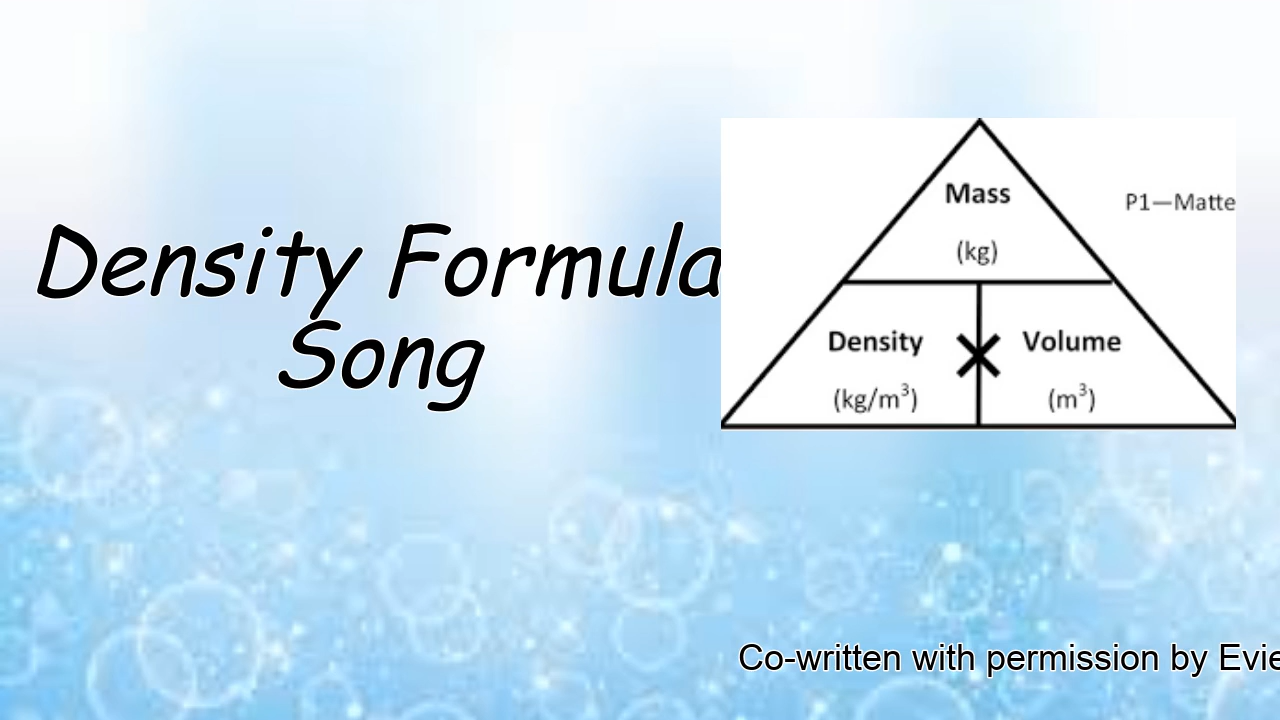 Density Formula
Song
Mass
(kg)
P1—Matte
Density
(kg/m³)
Volume
(m³)
Co-written with permission by Evie